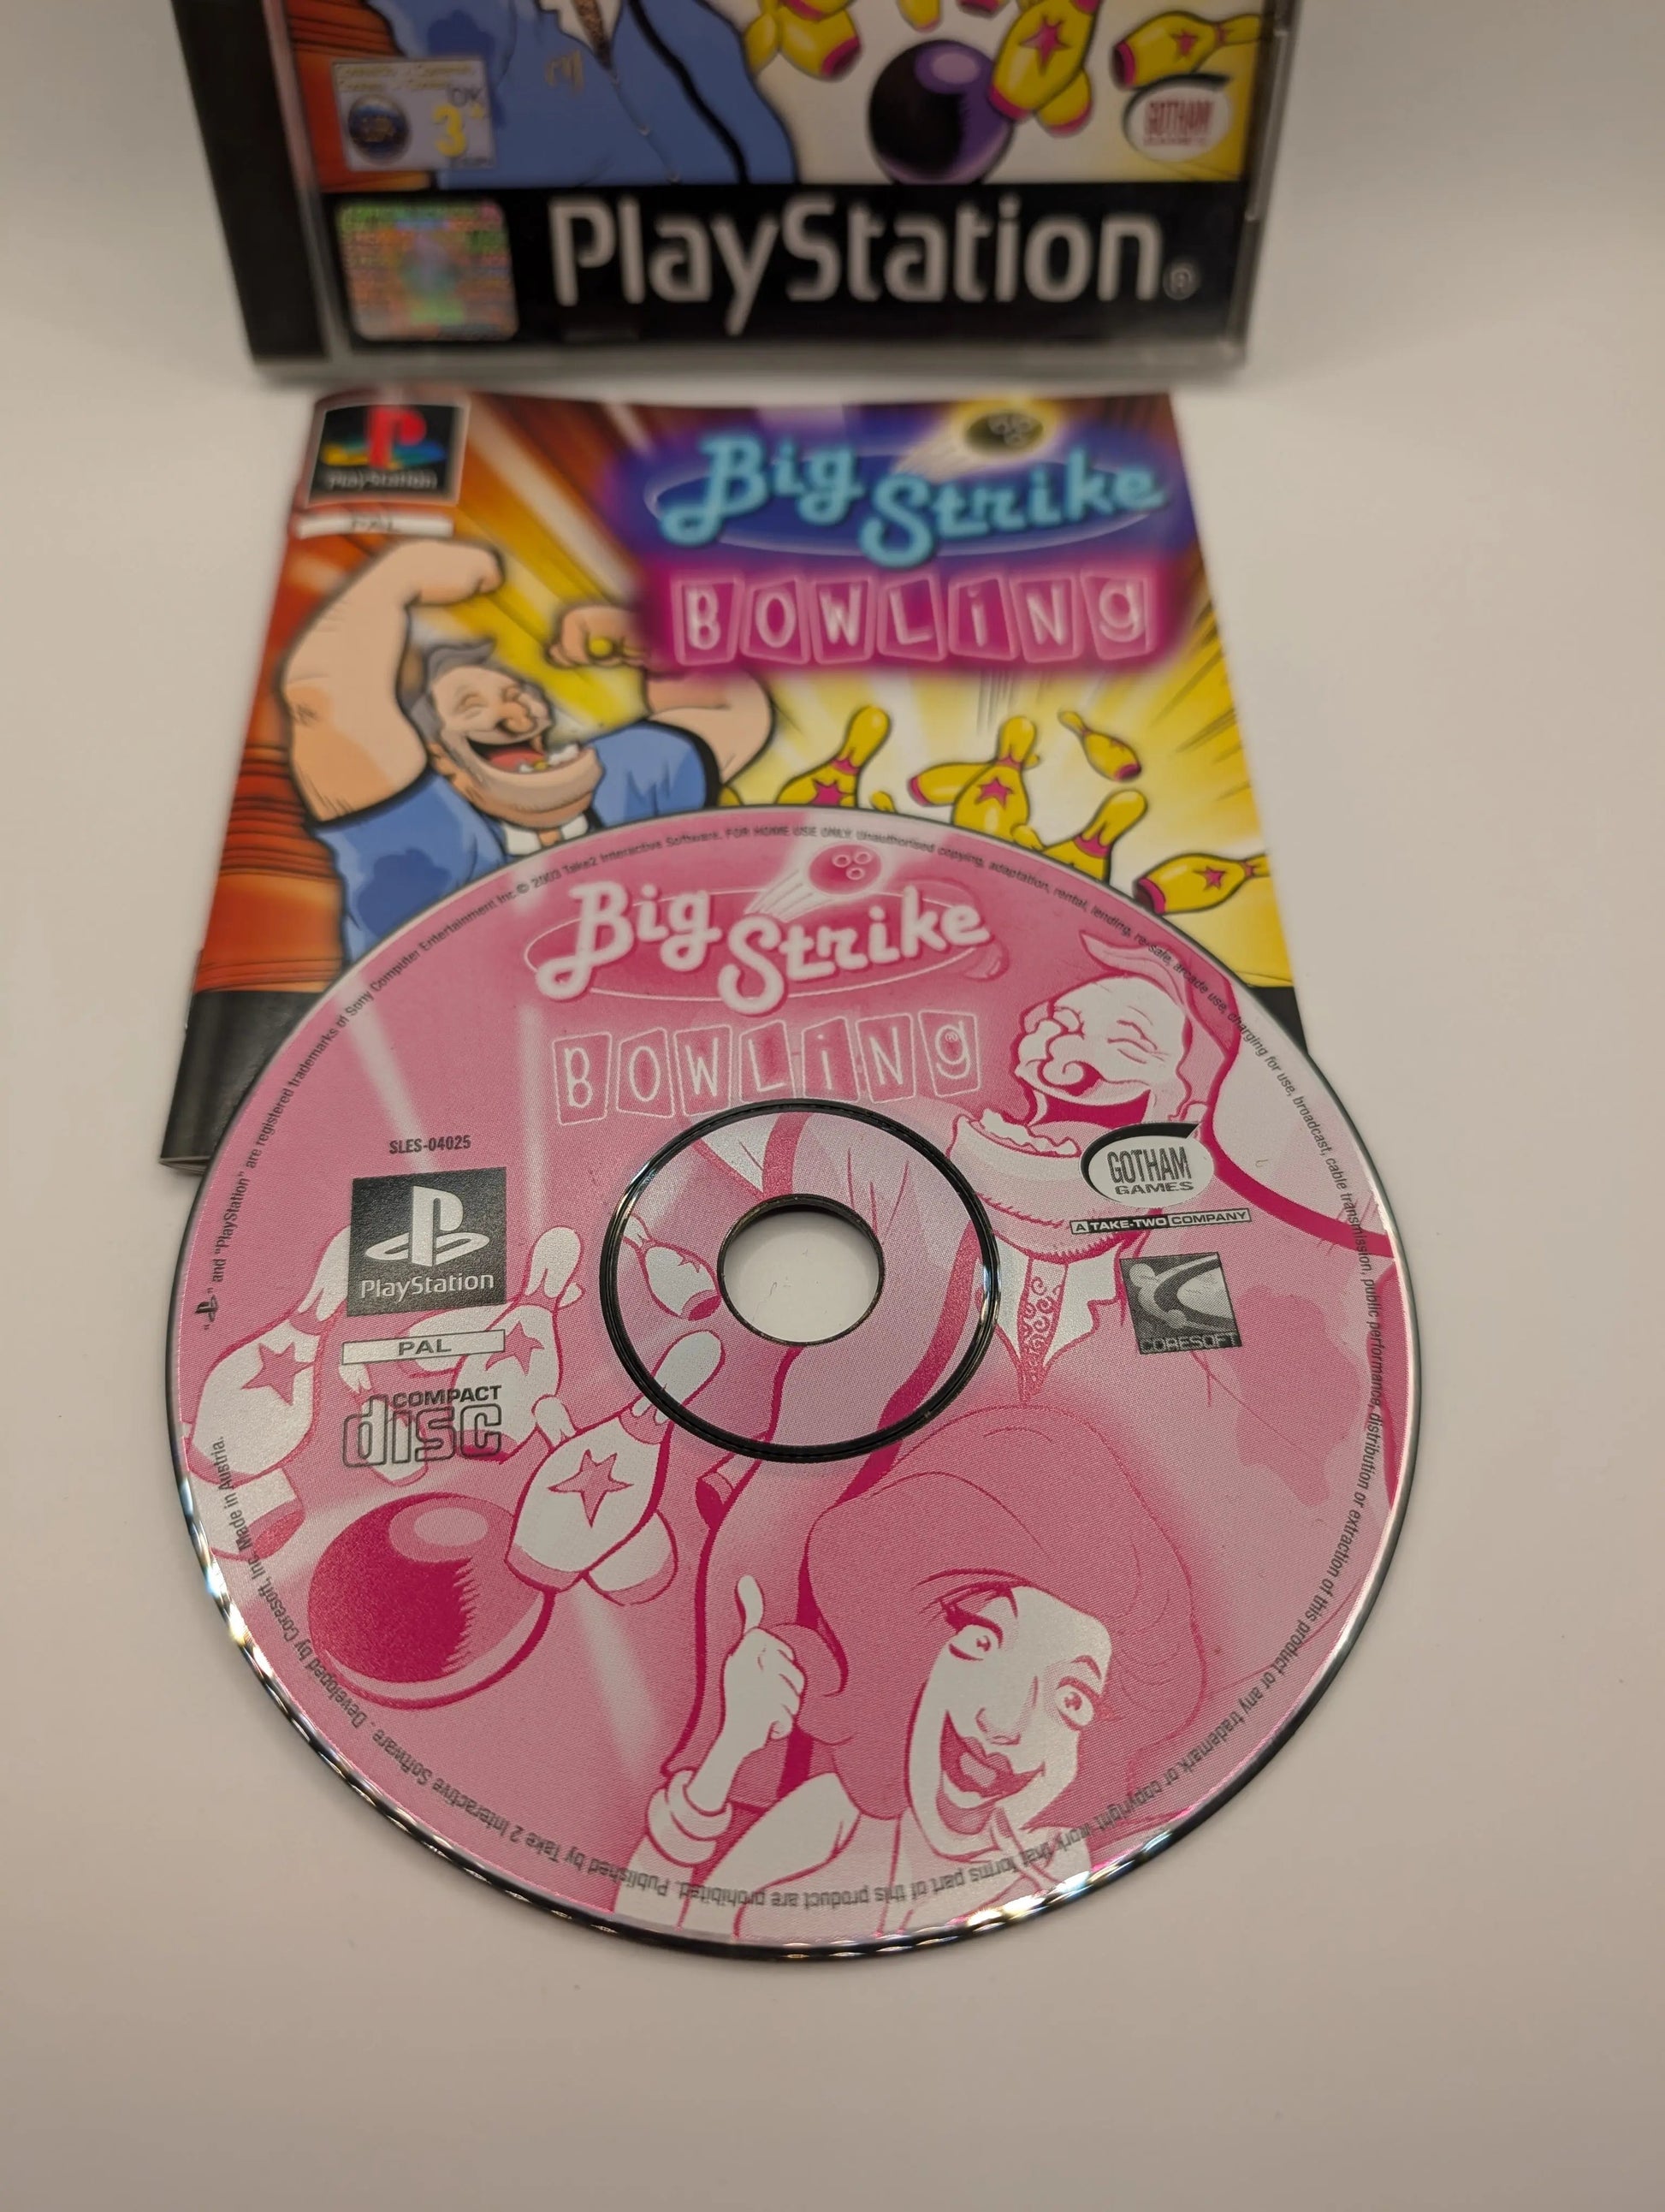 3+
GOTHAM
GAMES
PlayStation®
PlayStation
PAL
Big Strike
BOWLiNg
"PS" and "PlayStation" are registered trademarks of Sony Computer Entertainment Inc. © 2003 Take2 Interactive Software. FOR HOME USE ONLY. Unauthorised copying, adaptation, rental, lending, re-sale, arcade use, charging for use, broadcast, cable transmission, public performance, distribution or extraction of this product or any trademark or copyright work that forms part of this product are prohibited. Published by Take 2 Interactive Software. Developed by Coresoft, Inc. Made in Austria.
Big Strike
BOWLiNg
SLES-04025
PlayStation
PAL
COMPACT
disc
GOTHAM
GAMES
A TAKE-TWO COMPANY
CORESOFT